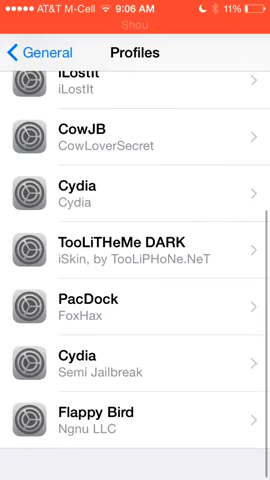 AT&T M-Cell 9:06 AM 11%
Shou
General Profiles
iLostIt
iLostIt
CowJB
CowLoverSecret
Cydia
Cydia
TooLiTHeMe DARK
iSkin, by TooLiPHoNe.NeT
PacDock
FoxHax
Cydia
Semi Jailbreak
Flappy Bird
Ngnu LLC